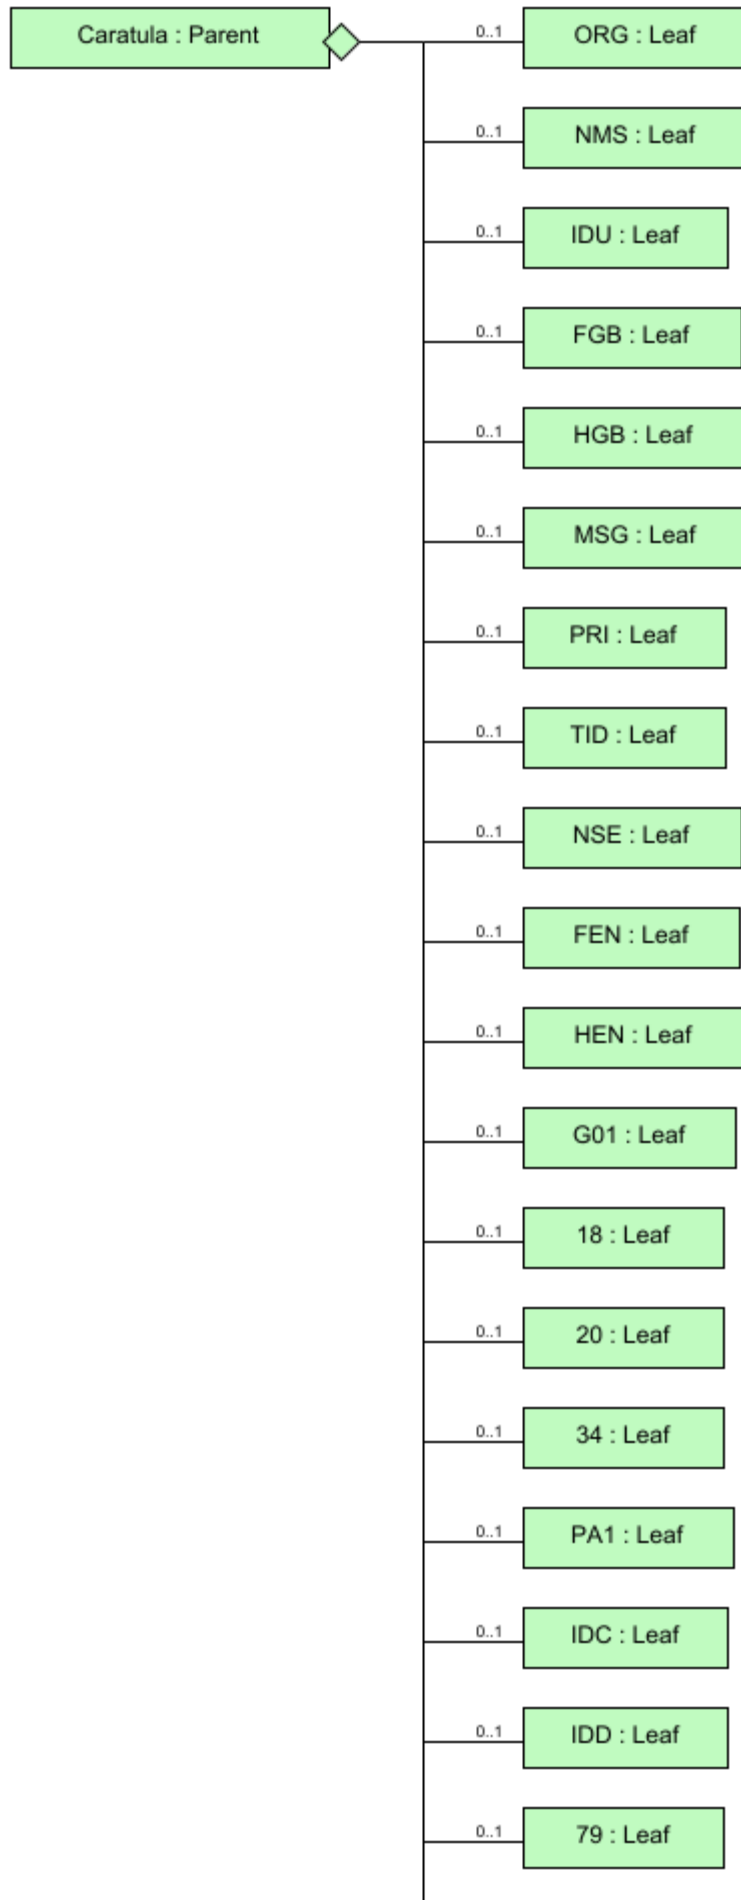 Caratula : Parent
0..1 ORG : Leaf
0..1 NMS : Leaf
0..1 IDU : Leaf
0..1 FGB : Leaf
0..1 HGB : Leaf
0..1 MSG : Leaf
0..1 PRI : Leaf
0..1 TID : Leaf
0..1 NSE : Leaf
0..1 FEN : Leaf
0..1 HEN : Leaf
0..1 G01 : Leaf
0..1 18 : Leaf
0..1 20 : Leaf
0..1 34 : Leaf
0..1 PA1 : Leaf
0..1 IDC : Leaf
0..1 IDD : Leaf
0..1 79 : Leaf